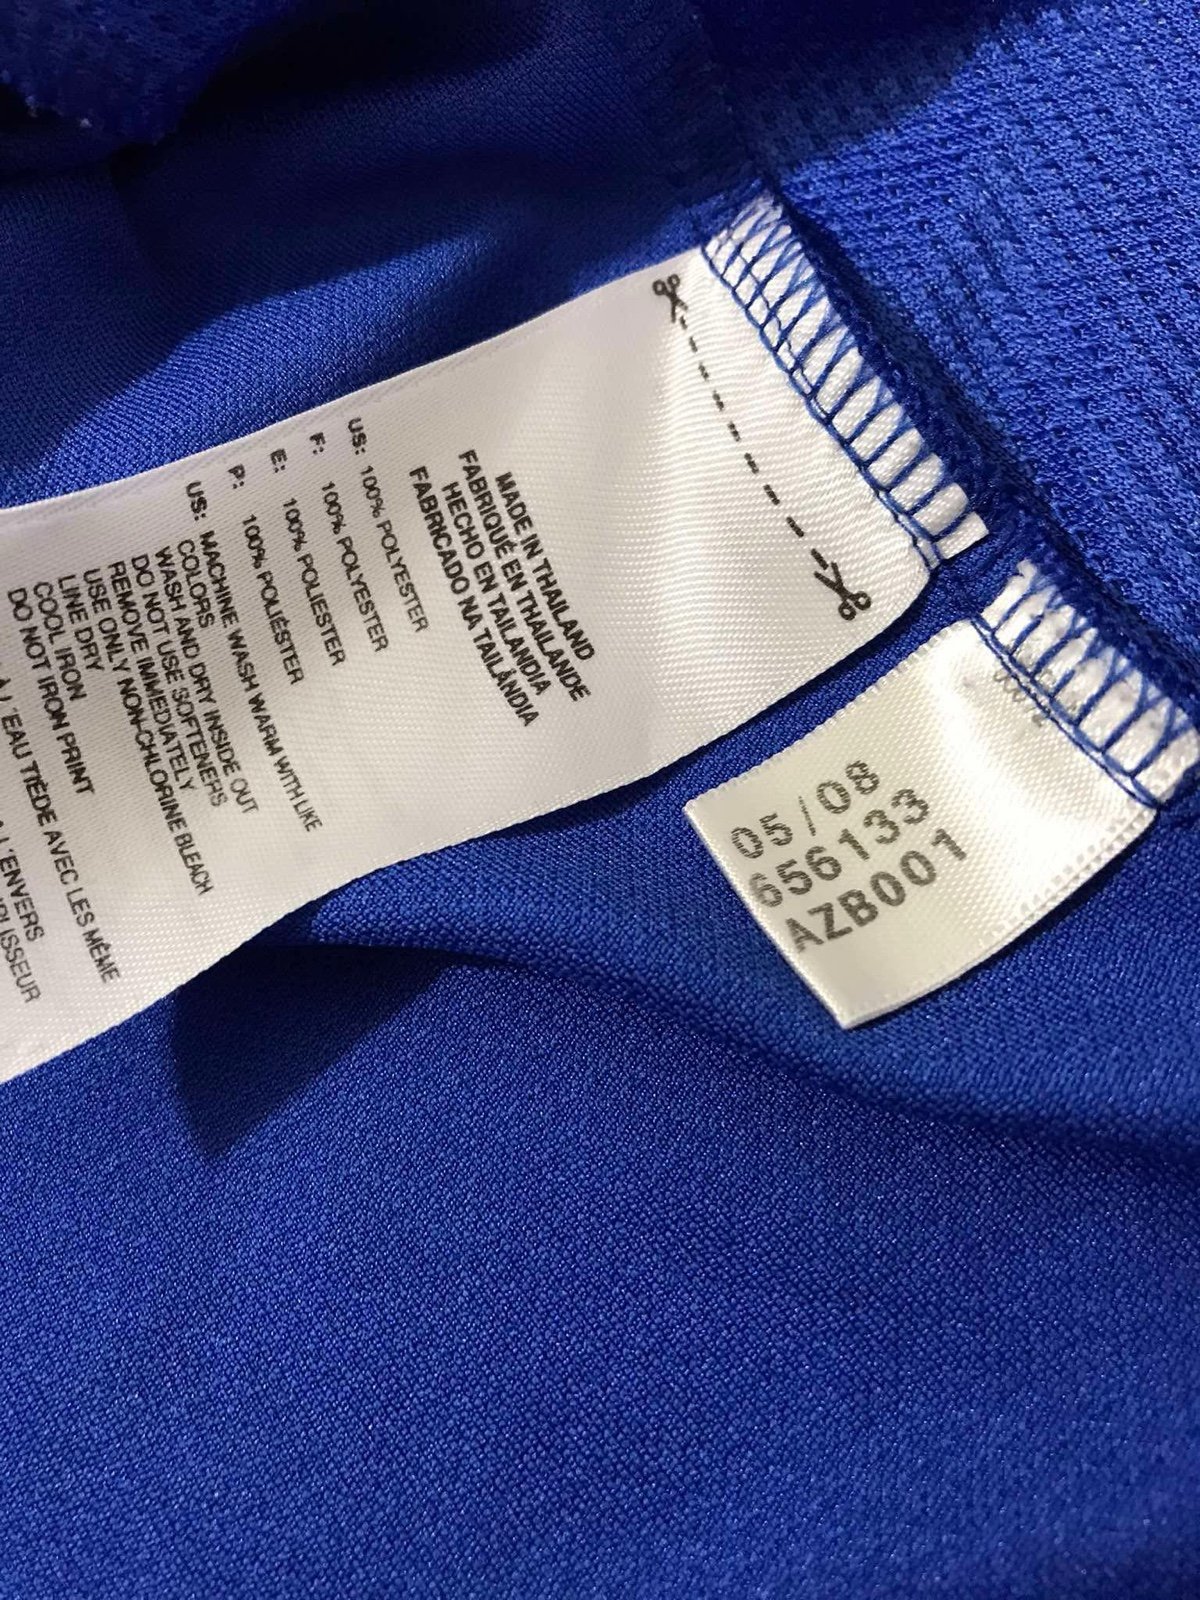 MADE IN THAILAND
FABRIQUÉ EN THAÏLANDE
HECHO EN TAILANDIA
FABRICADO NA TAILÂNDIA
US: 100% POLYESTER
F: 100% POLYESTER
E: 100% POLIESTER
P: 100% POLIÉSTER
US: MACHINE WASH WARM WITH LIKE
COLORS
WASH AND DRY INSIDE OUT
DO NOT USE SOFTENERS
REMOVE IMMEDIATELY
USE ONLY NON-CHLORINE BLEACH
LINE DRY
COOL IRON
DO NOT IRON PRINT
L'EAU TIÈDE AVEC LES MÊME
L'ENVERS
05/08
656133
AZB001